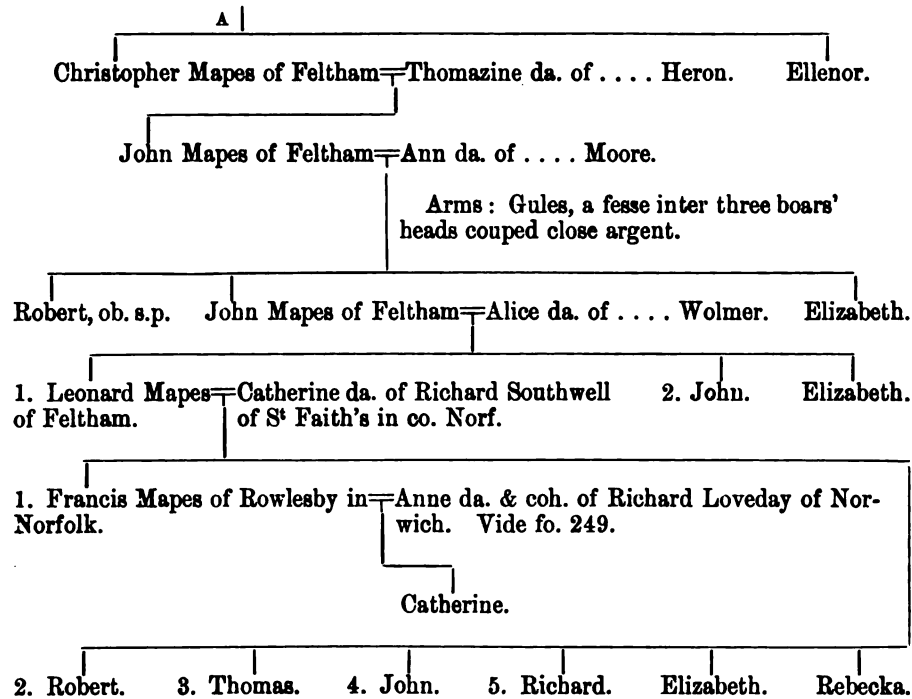 A
Christopher Mapes of Feltham=Thomazine da. of .... Heron. Ellenor.
John Mapes of Feltham=Ann da. of .... Moore.
Arms: Gules, a fesse inter three boars'
heads couped close argent.
Robert, ob. s.p. John Mapes of Feltham=Alice da. of .... Wolmer. Elizabeth.
1. Leonard Mapes=Catherine da. of Richard Southwell 2. John. Elizabeth.
of Feltham. of St Faith's in co. Norf.
1. Francis Mapes of Rowlesby in=Anne da. & coh. of Richard Loveday of Nor-
Norfolk. wich. Vide fo. 249.
Catherine.
2. Robert. 3. Thomas. 4. John. 5. Richard. Elizabeth. Rebecka.